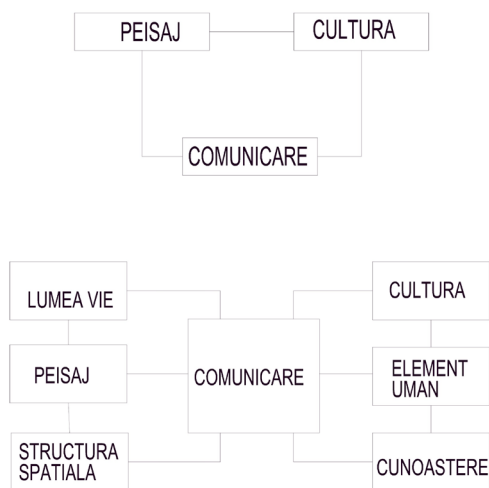 PEISAJ
CULTURA
COMUNICARE
LUMEA VIE
CULTURA
PEISAJ
COMUNICARE
ELEMENT
UMAN
STRUCTURA
SPATIALA
CUNOASTERE